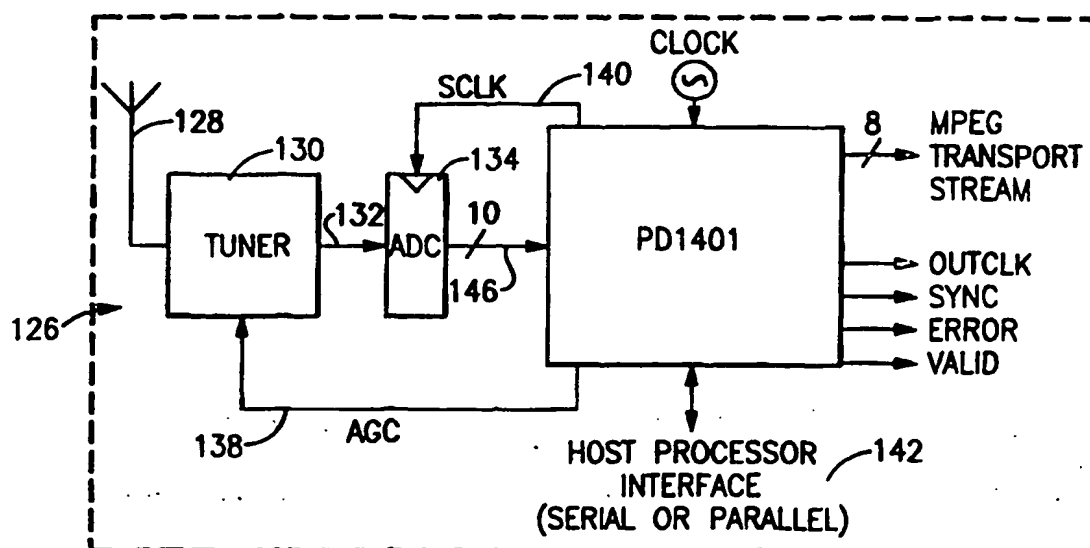 CLOCK
SCLK
140
128
130
134
8
MPEG
TRANSPORT
STREAM
TUNER
132
ADC
10
146
PD1401
OUTCLK
SYNC
ERROR
VALID
126
138
AGC
HOST PROCESSOR
INTERFACE
(SERIAL OR PARALLEL)
142